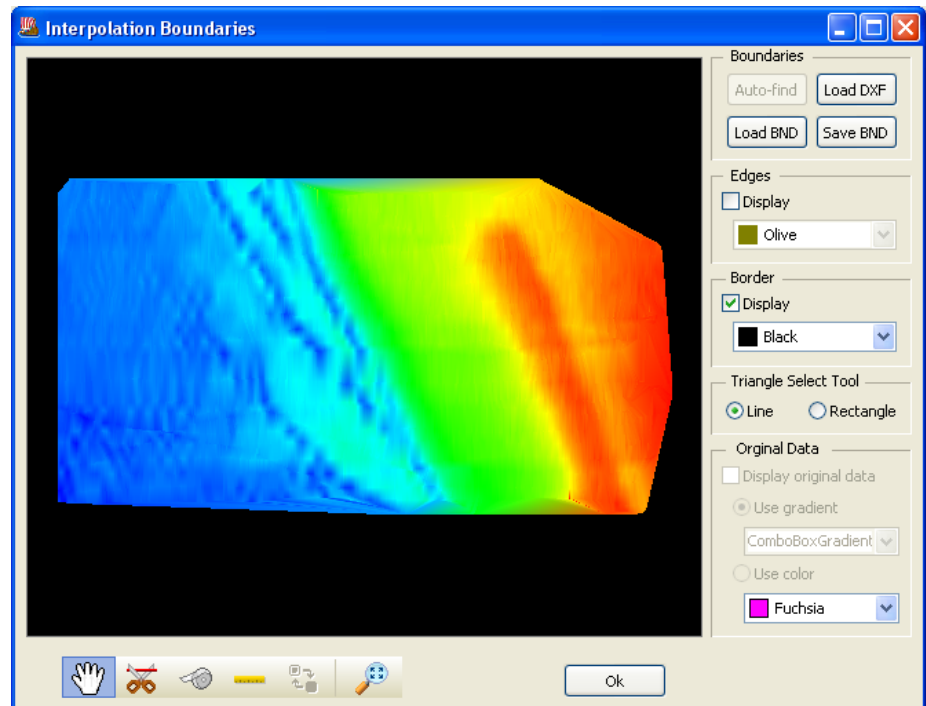 Interpolation Boundaries
Boundaries
Auto-find
Load DXF
Load BND
Save BND
Edges
Display
Olive
Border
Display
Black
Triangle Select Tool
Line
Rectangle
Orginal Data
Display original data
Use gradient
ComboBoxGradient
Use color
Fuchsia
Ok